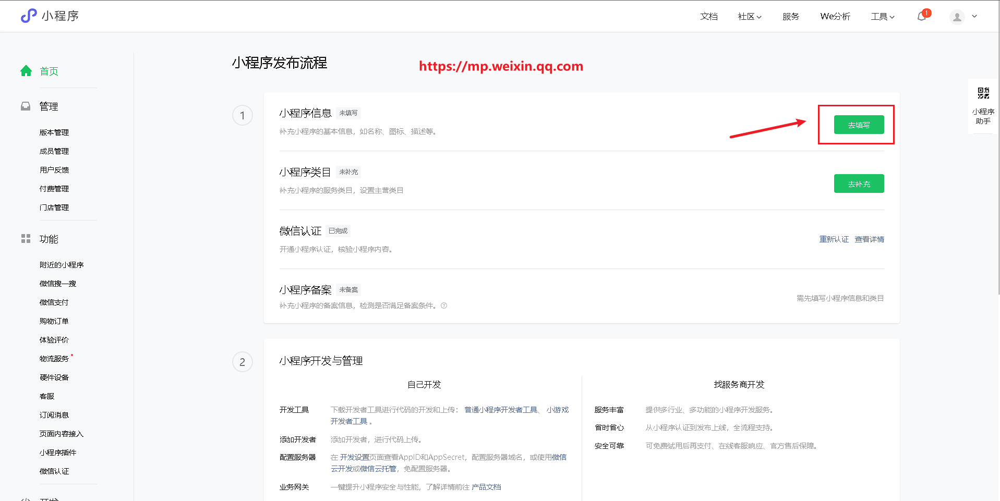 小程序
文档
社区
服务
We分析
工具
1
首页
管理
版本管理
成员管理
用户反馈
付费管理
门店管理
功能
附近的小程序
微信搜一搜
微信支付
购物订单
体验评价
物流服务
硬件设备
客服
订阅消息
页面内容接入
小程序插件
微信认证
小程序发布流程
https://mp.weixin.qq.com
1
小程序信息 未填写
补充小程序的基本信息，如名称、图标、描述等。
去填写
小程序类目 未补充
补充小程序的服务类目，设置主营类目
去补充
微信认证 已完成
开通小程序认证，核验小程序内容。
重新认证 查看详情
小程序备案 未备案
补充小程序的备案信息，检测是否满足备案条件。
需先填写小程序信息和类目
2
小程序开发与管理
自己开发
开发工具 下载开发者工具进行代码的开发和上传： 普通小程序开发者工具、 小游戏
开发者工具 。
添加开发者 添加开发者，进行代码上传。
配置服务器 在 开发设置页面查看AppID和AppSecret，配置服务器域名，或使用微信
云开发或微信云托管，免配置服务器。
业务网关 一键提升小程序安全与性能，了解详情前往 产品文档
找服务商开发
服务丰富 提供多行业、多功能的小程序开发服务。
省时省心 从小程序认证到发布上线，全流程支持。
安全可靠 可免费试用后再支付、在线客服响应、官方售后保障。
小程序
助手